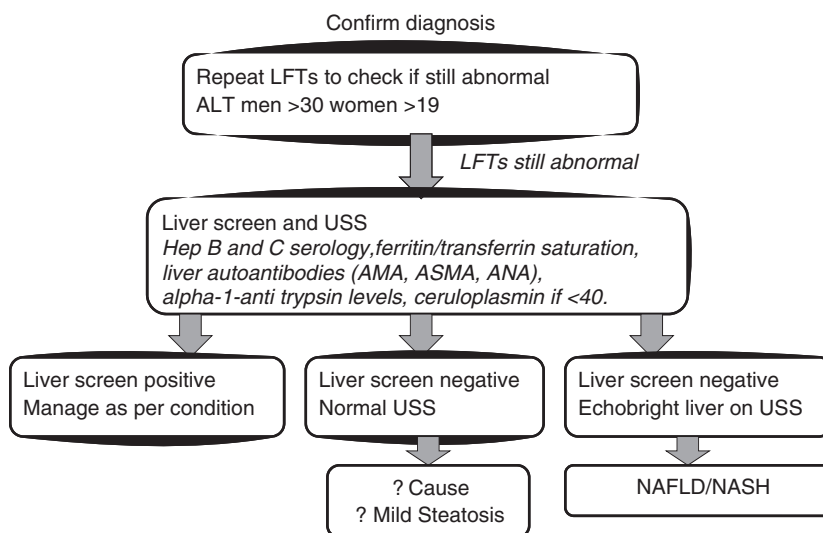 Confirm diagnosis
Repeat LFTs to check if still abnormal
ALT men >30 women >19
LFTs still abnormal
Liver screen and USS
Hep B and C serology,ferritin/transferrin saturation,
liver autoantibodies (AMA, ASMA, ANA),
alpha-1-anti trypsin levels, ceruloplasmin if <40.
Liver screen positive
Manage as per condition
Liver screen negative
Normal USS
Liver screen negative
Echobright liver on USS
? Cause
? Mild Steatosis
NAFLD/NASH